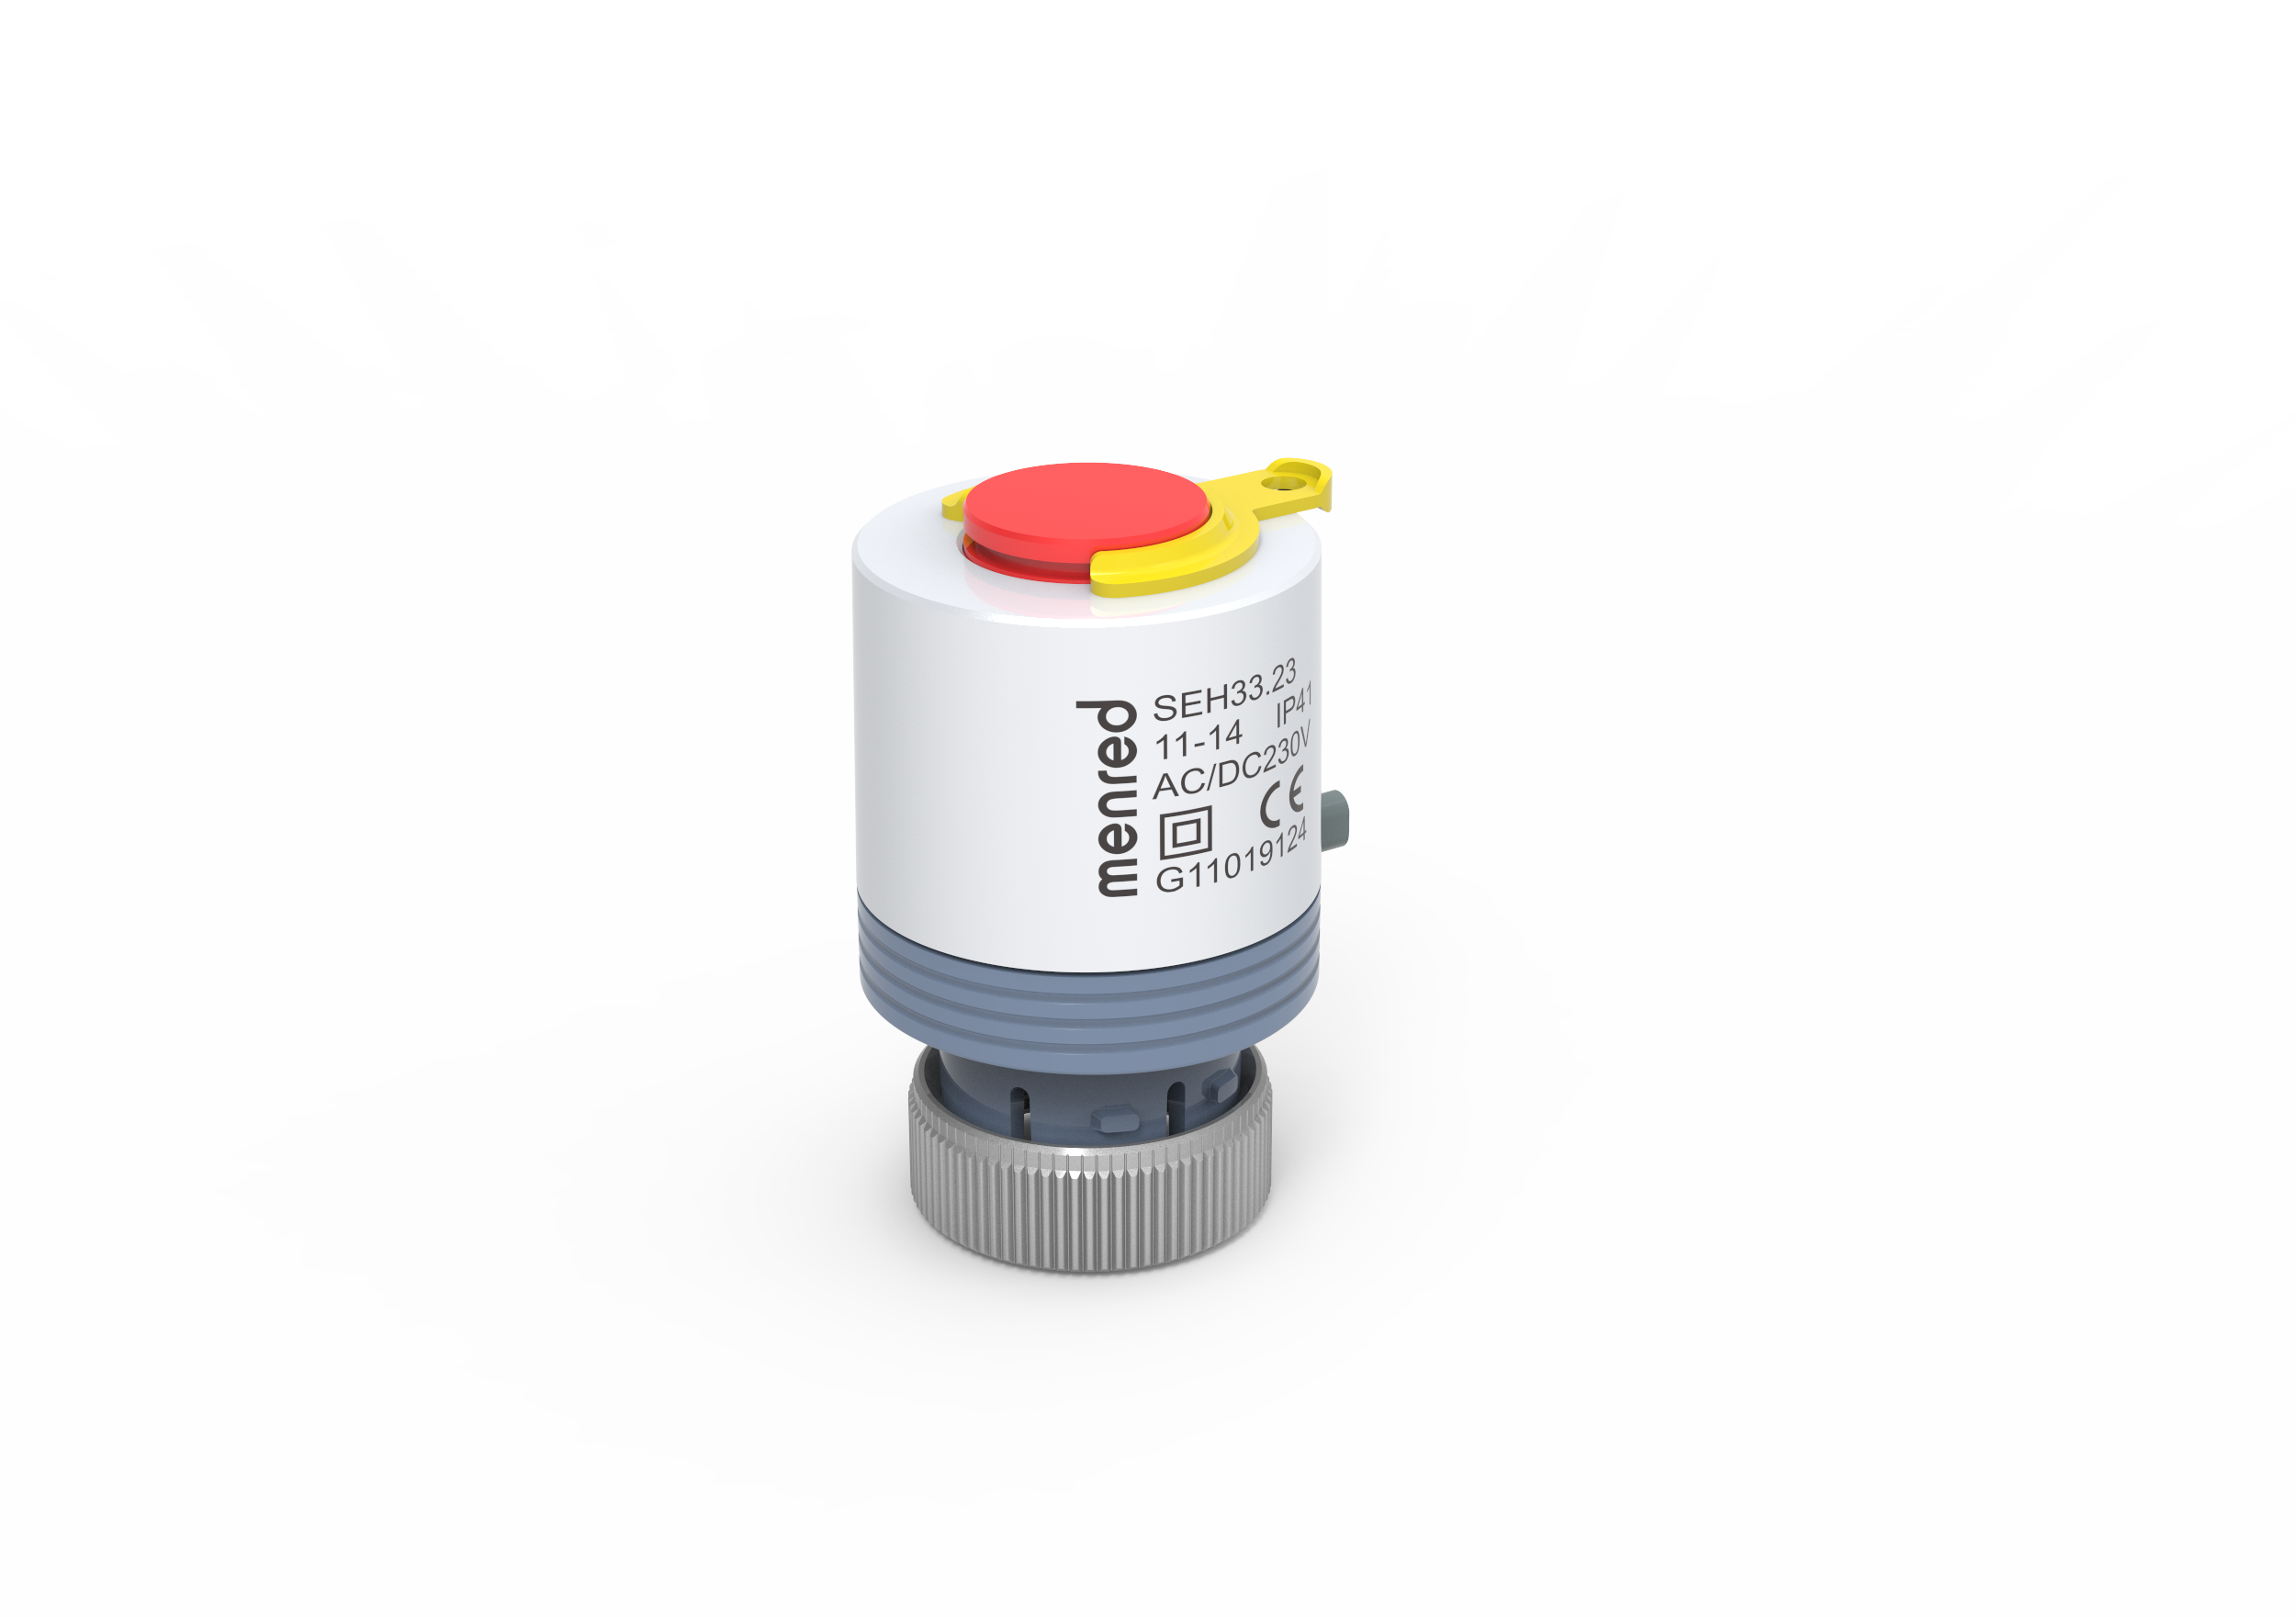 menred
SEH33.23
11-14 IP41
AC/DC230V
CE
G11019124